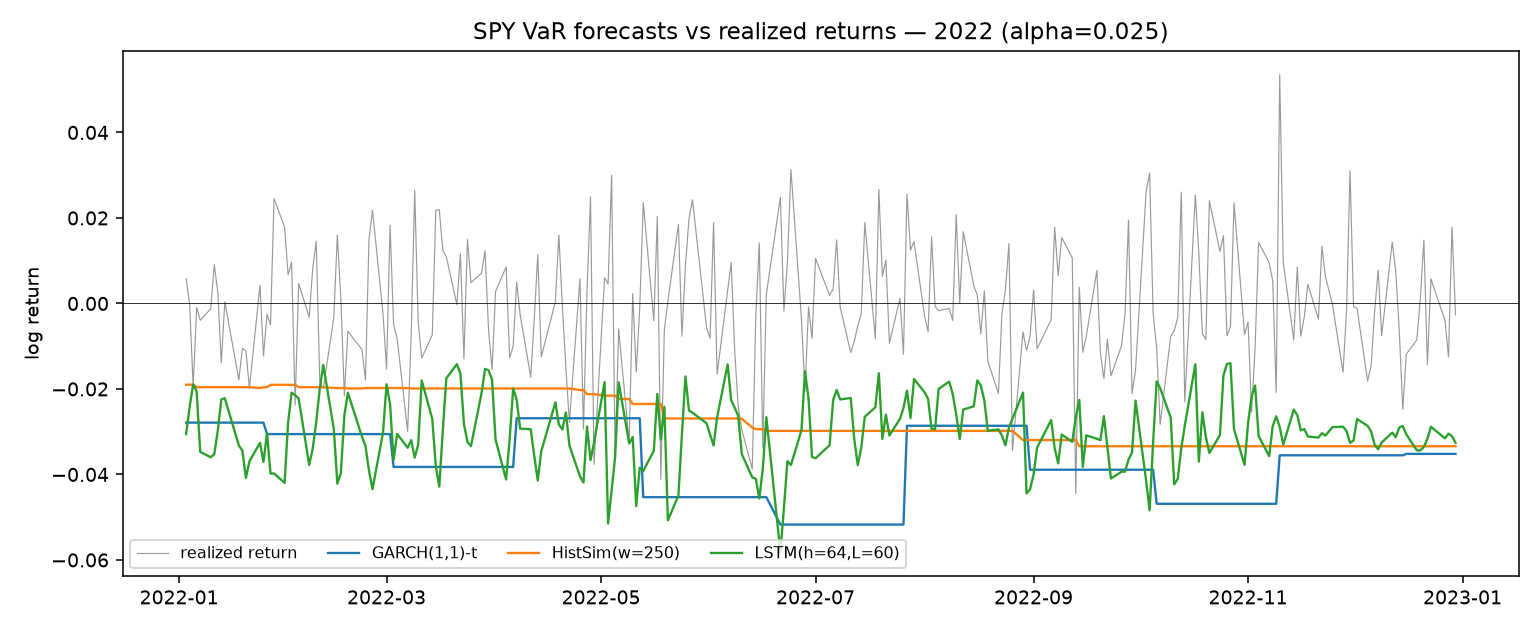 SPY VaR forecasts vs realized returns — 2022 (alpha=0.025)
log return
0.04
0.02
0.00
−0.02
−0.04
−0.06
realized return
GARCH(1,1)-t
HistSim(w=250)
LSTM(h=64,L=60)
2022-01
2022-03
2022-05
2022-07
2022-09
2022-11
2023-01